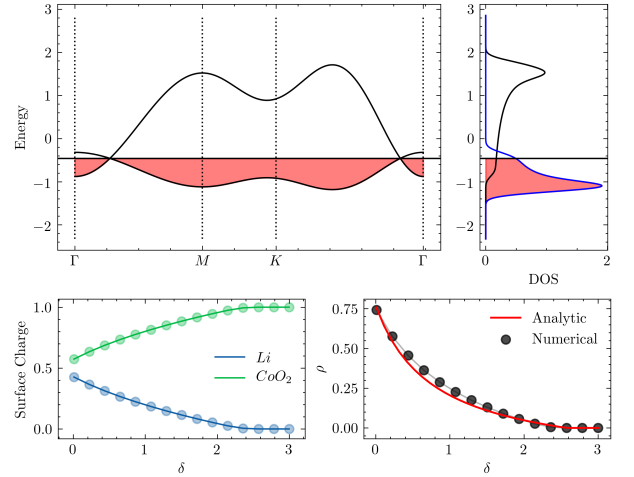 3
2
1
0
−1
−2
Energy
Γ
M
K
Γ
3
2
1
0
−1
−2
0
2
DOS
1.0
0.5
0.0
Surface Charge
Li
CoO₂
0
1
2
3
δ
0.75
0.50
0.25
0.00
ρ
Analytic
Numerical
0
1
2
3
δ